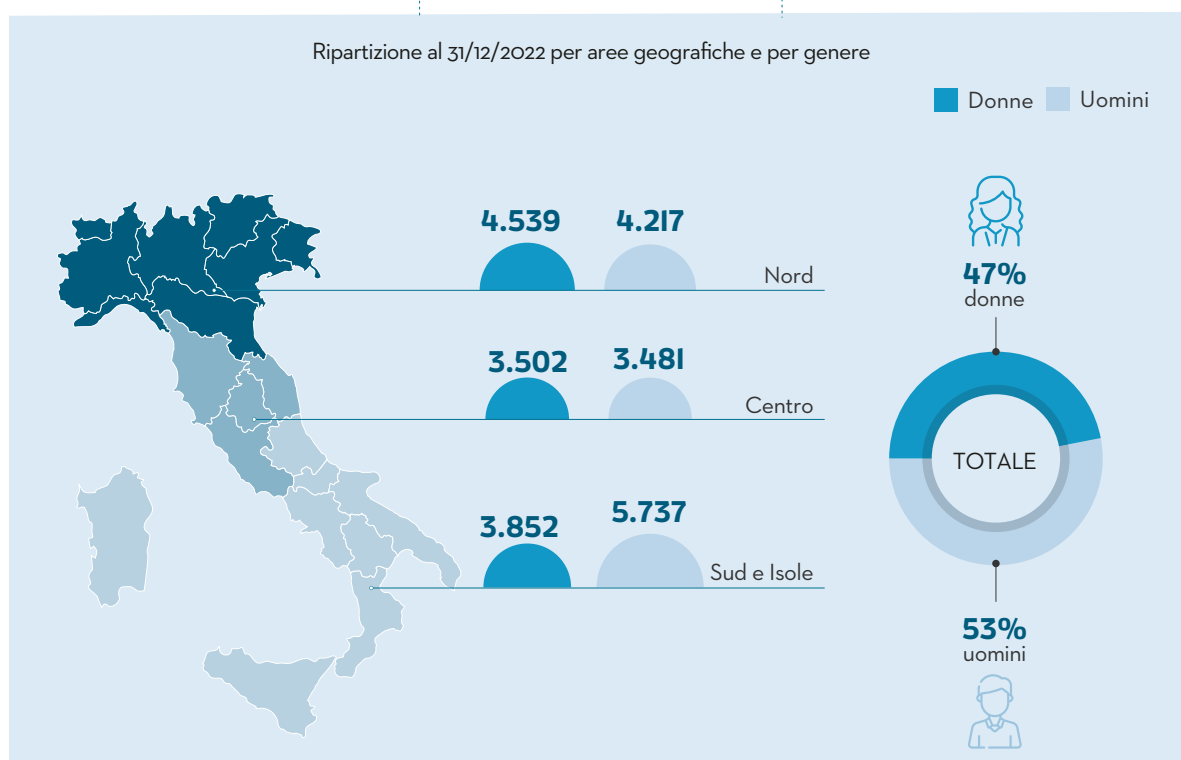 Ripartizione al 31/12/2022 per aree geografiche e per genere
Donne Uomini
4.539 4.217
Nord
3.502 3.481
Centro
3.852 5.737
Sud e Isole
47%
donne
TOTALE
53%
uomini